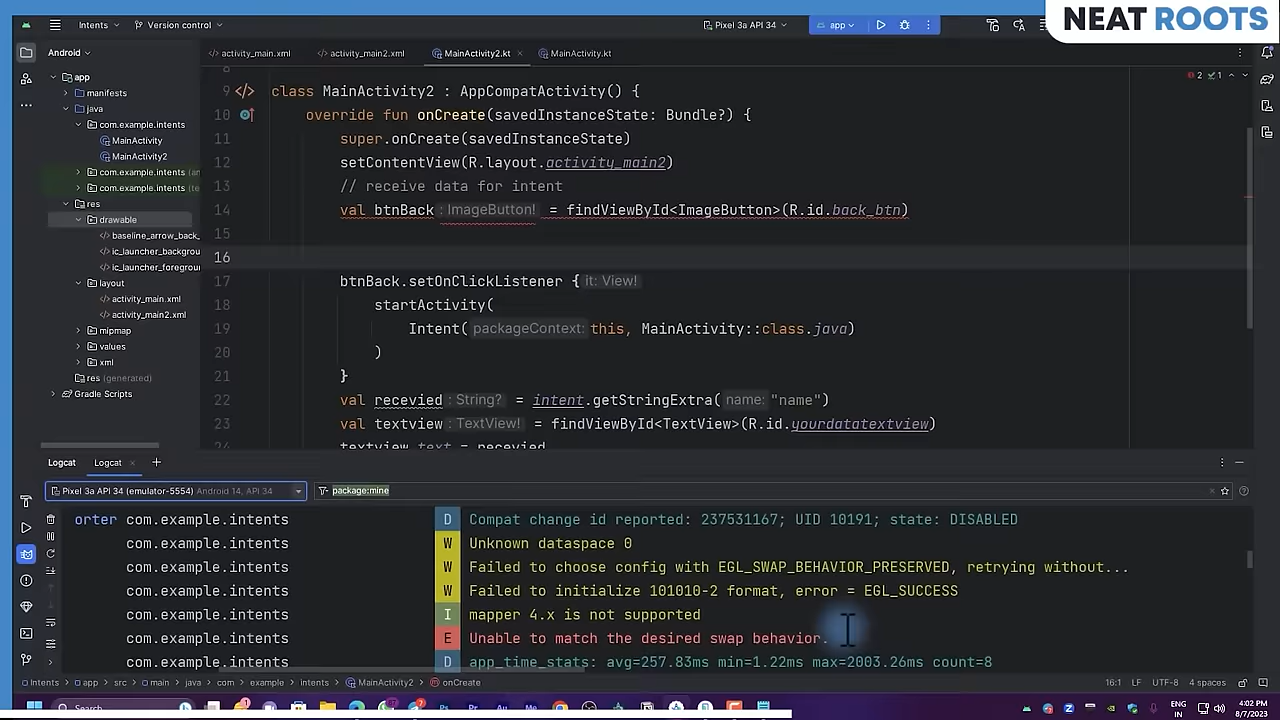 NEAT ROOTS
Intents
Version control
Pixel 3a API 34
app
Android
activity_main.xml
activity_main2.xml
MainActivity2.kt
MainActivity.kt
app
manifests
java
com.example.intents
MainActivity
MainActivity2
com.example.intents (an
com.example.intents (te
res
drawable
baseline_arrow_back_
ic_launcher_backgrou
ic_launcher_foregrou
layout
activity_main.xml
activity_main2.xml
mipmap
values
xml
res (generated)
Gradle Scripts
2 1
8
9 class MainActivity2 : AppCompatActivity() {
10 override fun onCreate(savedInstanceState: Bundle?) {
11 super.onCreate(savedInstanceState)
12 setContentView(R.layout.activity_main2)
13 // receive data for intent
14 val btnBack : ImageButton! = findViewById<ImageButton>(R.id.back_btn)
15
16
17 btnBack.setOnClickListener { it: View!
18 startActivity(
19 Intent( packageContext: this, MainActivity::class.java)
20 )
21 }
22 val recevied : String? = intent.getStringExtra( name: "name")
23 val textview : TextView! = findViewById<TextView>(R.id.yourdatatextview)
24 textview.text = recevied
Logcat Logcat
Pixel 3a API 34 (emulator-5554) Android 14, API 34
package:mine
orter com.example.intents D Compat change id reported: 237531167; UID 10191; state: DISABLED
com.example.intents W Unknown dataspace 0
com.example.intents W Failed to choose config with EGL_SWAP_BEHAVIOR_PRESERVED, retrying without...
com.example.intents W Failed to initialize 101010-2 format, error = EGL_SUCCESS
com.example.intents I mapper 4.x is not supported
com.example.intents E Unable to match the desired swap behavior.
com.example.intents D app_time_stats: avg=257.83ms min=1.22ms max=2003.26ms count=8
Intents > app > src > main > java > com > example > intents > MainActivity2 > onCreate
16:1 LF UTF-8 4 spaces
Search
ENG
IN
4:02 PM
8/7/2023